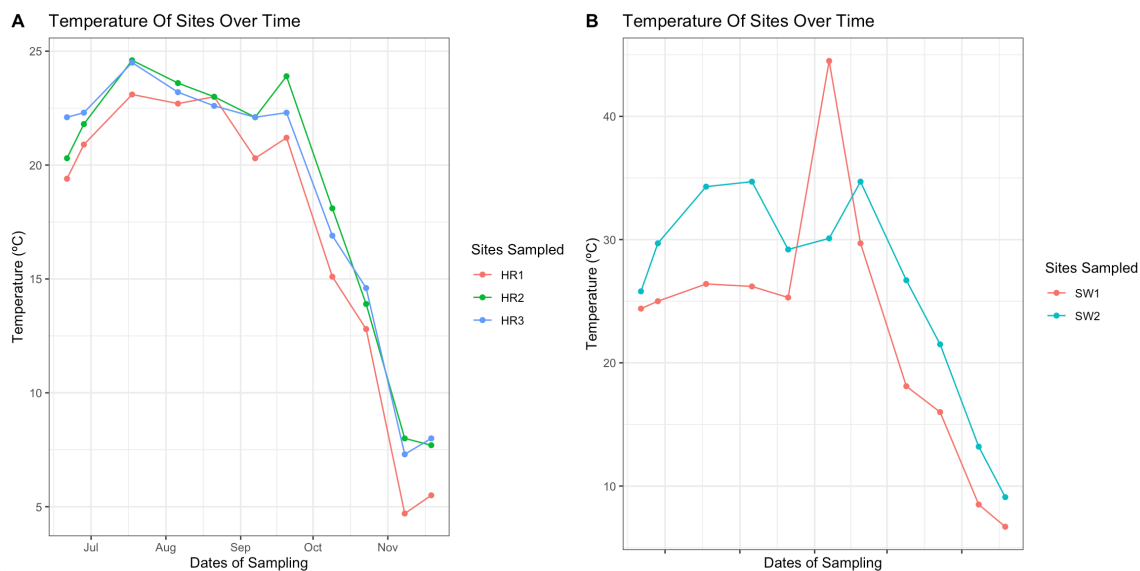 A
Temperature Of Sites Over Time
25
20
15
10
5
Temperature (ºC)
Jul
Aug
Sep
Oct
Nov
Dates of Sampling
Sites Sampled
HR1
HR2
HR3
B
Temperature Of Sites Over Time
40
30
20
10
Temperature (ºC)
Dates of Sampling
Sites Sampled
SW1
SW2